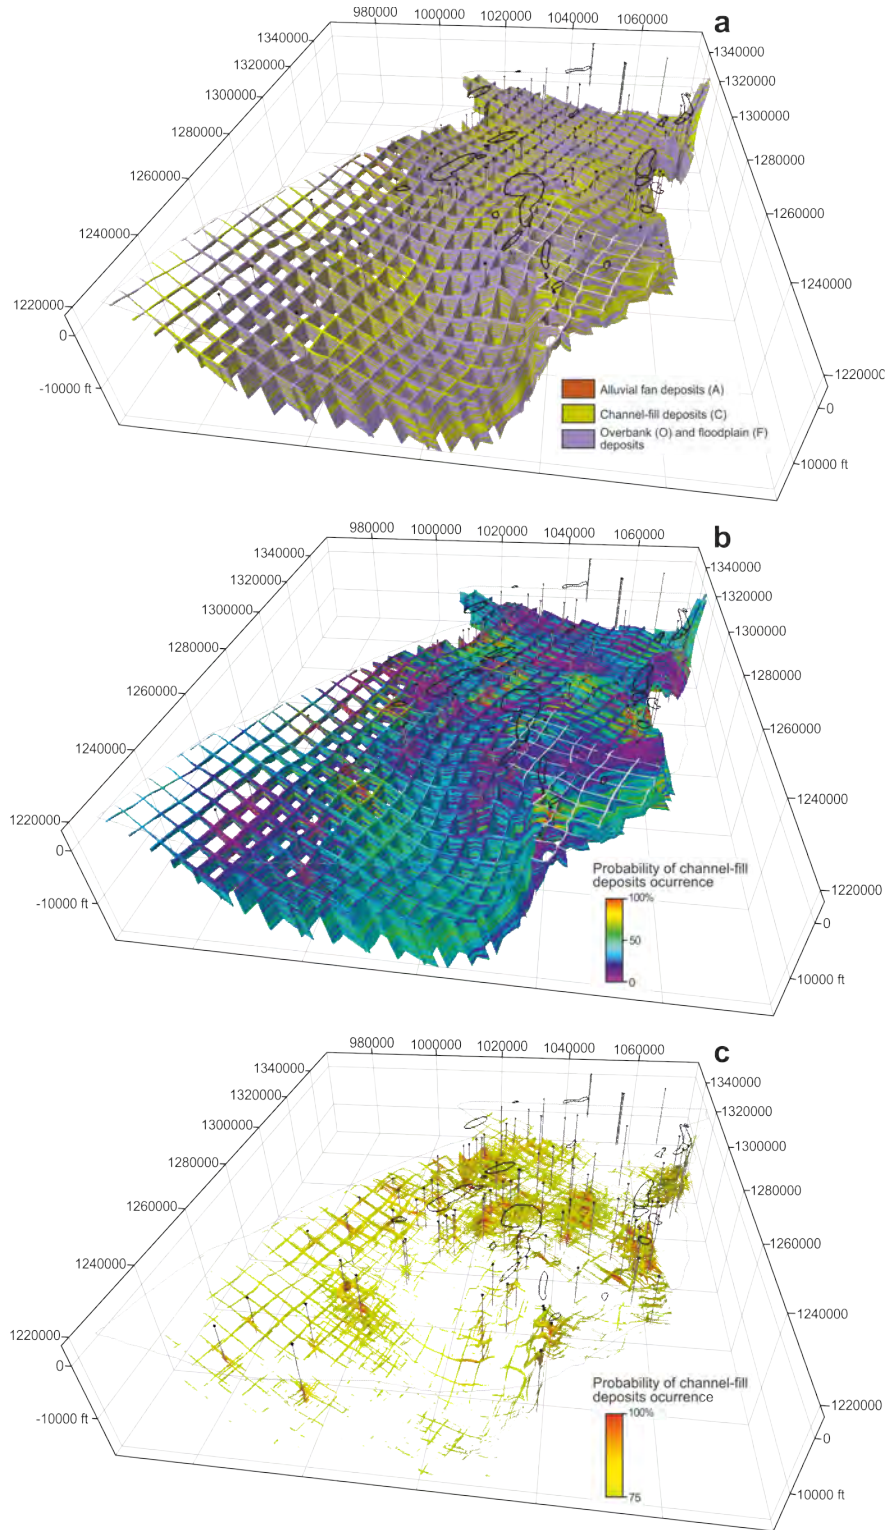 a
980000 1000000 1020000 1040000 1060000
1340000
1320000
1300000
1280000
1260000
1240000
1220000
0
-10000 ft
1340000
1320000
1300000
1280000
1260000
1240000
1220000
0
-10000 ft
Alluvial fan deposits (A)
Channel-fill deposits (C)
Overbank (O) and floodplain (F)
deposits
b
980000 1000000 1020000 1040000 1060000
1340000
1320000
1300000
1280000
1260000
1240000
1220000
0
-10000 ft
1340000
1320000
1300000
1280000
1260000
1240000
1220000
0
-10000 ft
Probability of channel-fill
deposits ocurrence
100%
50
0
c
980000 1000000 1020000 1040000 1060000
1340000
1320000
1300000
1280000
1260000
1240000
1220000
0
-10000 ft
1340000
1320000
1300000
1280000
1260000
1240000
1220000
0
-10000 ft
Probability of channel-fill
deposits ocurrence
100%
75